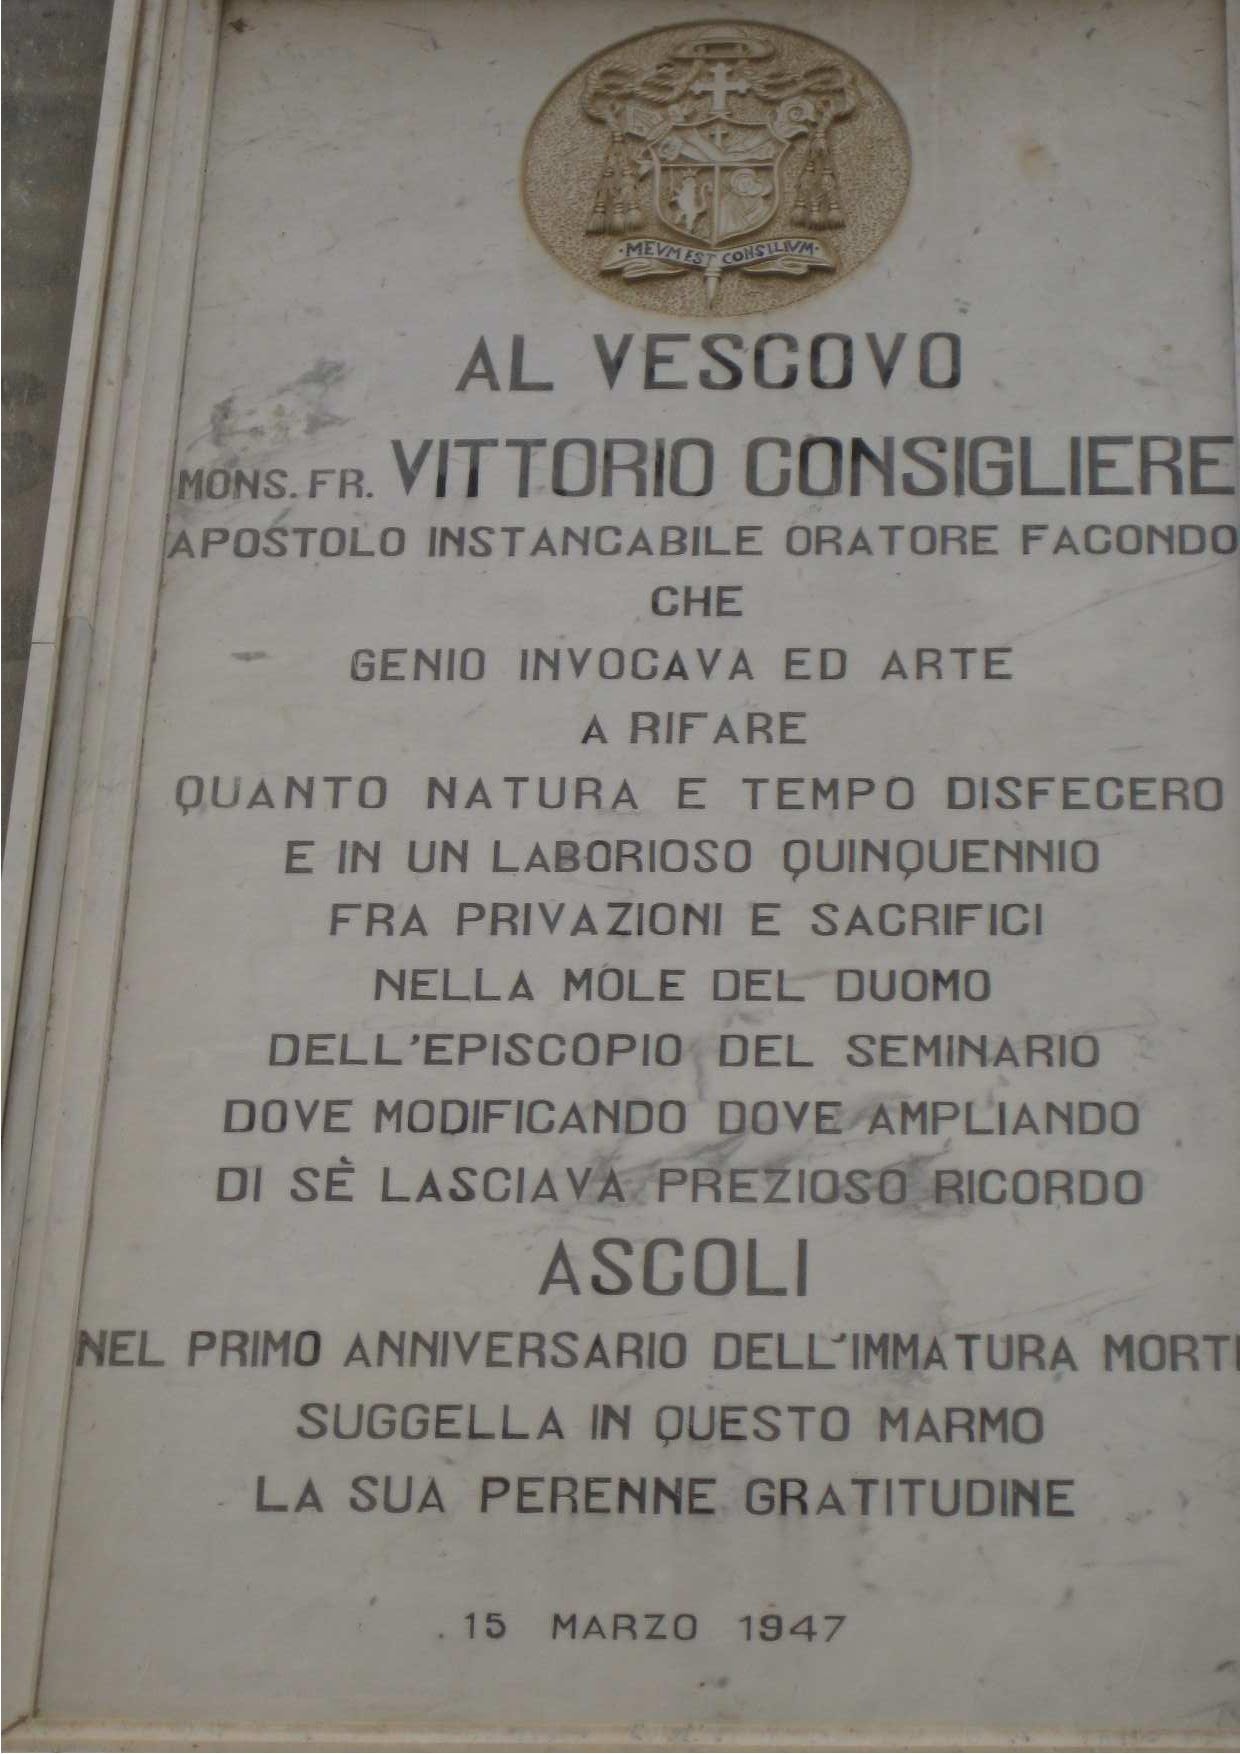 ·MEVM EST CONSILIVM·
AL VESCOVO
MONS. FR. VITTORIO CONSIGLIERE
APOSTOLO INSTANCABILE ORATORE FACONDO
CHE
GENIO INVOCAVA ED ARTE
A RIFARE
QUANTO NATURA E TEMPO DISFECERO
E IN UN LABORIOSO QUINQUENNIO
FRA PRIVAZIONI E SACRIFICI
NELLA MOLE DEL DUOMO
DELL'EPISCOPIO DEL SEMINARIO
DOVE MODIFICANDO DOVE AMPLIANDO
DI SÈ LASCIAVA PREZIOSO RICORDO
ASCOLI
NEL PRIMO ANNIVERSARIO DELL'IMMATURA MORTE
SUGGELLA IN QUESTO MARMO
LA SUA PERENNE GRATITUDINE
15 MARZO 1947